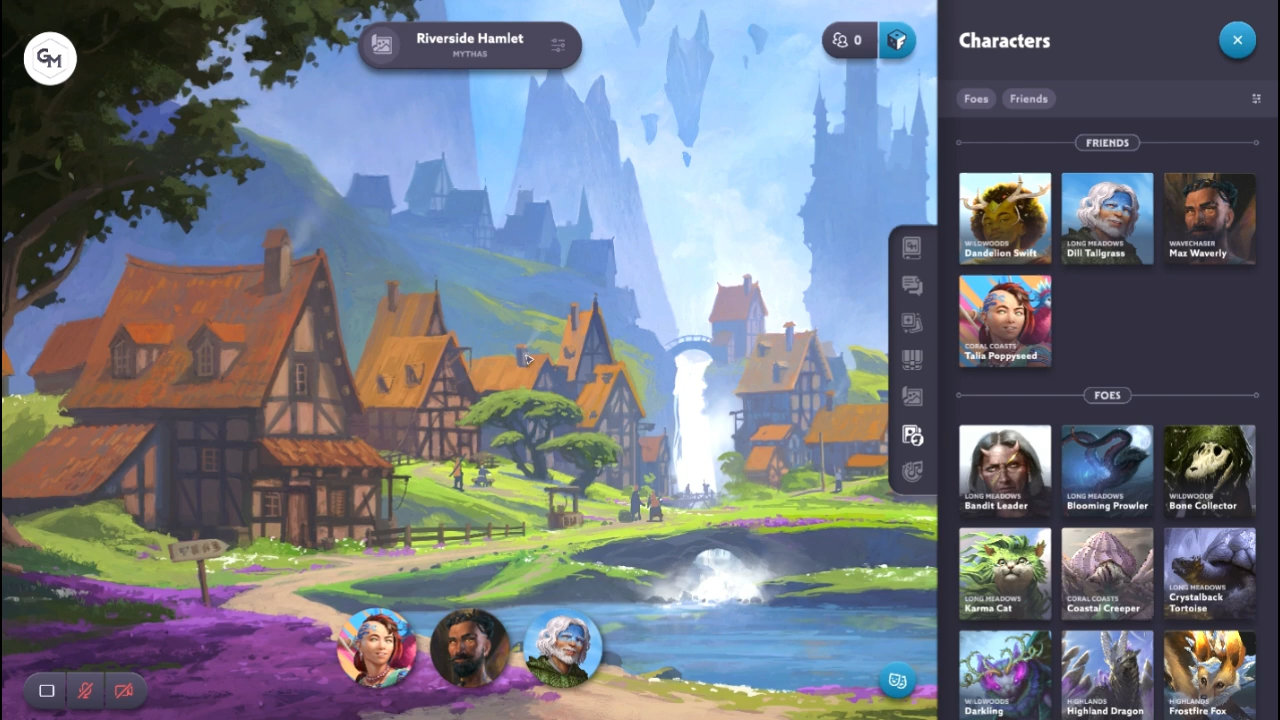 GM
Riverside Hamlet
MYTHAS
0
Characters
Foes
Friends
FRIENDS
WILDWOODS
Dandelion Swift
LONG MEADOWS
Dill Tallgrass
WAVECHASER
Maz Waverly
CORAL COASTS
Talia Poppyseed
FOES
LONG MEADOWS
Bandit Leader
LONG MEADOWS
Blooming Prowler
WILDWOODS
Bone Collector
LONG MEADOWS
Karma Cat
CORAL COASTS
Coastal Creeper
LONG MEADOWS
Crystalback
Tortoise
WILDWOODS
Darkling
HIGHLANDS
Highland Dragon
HIGHLANDS
Frostfire Fox